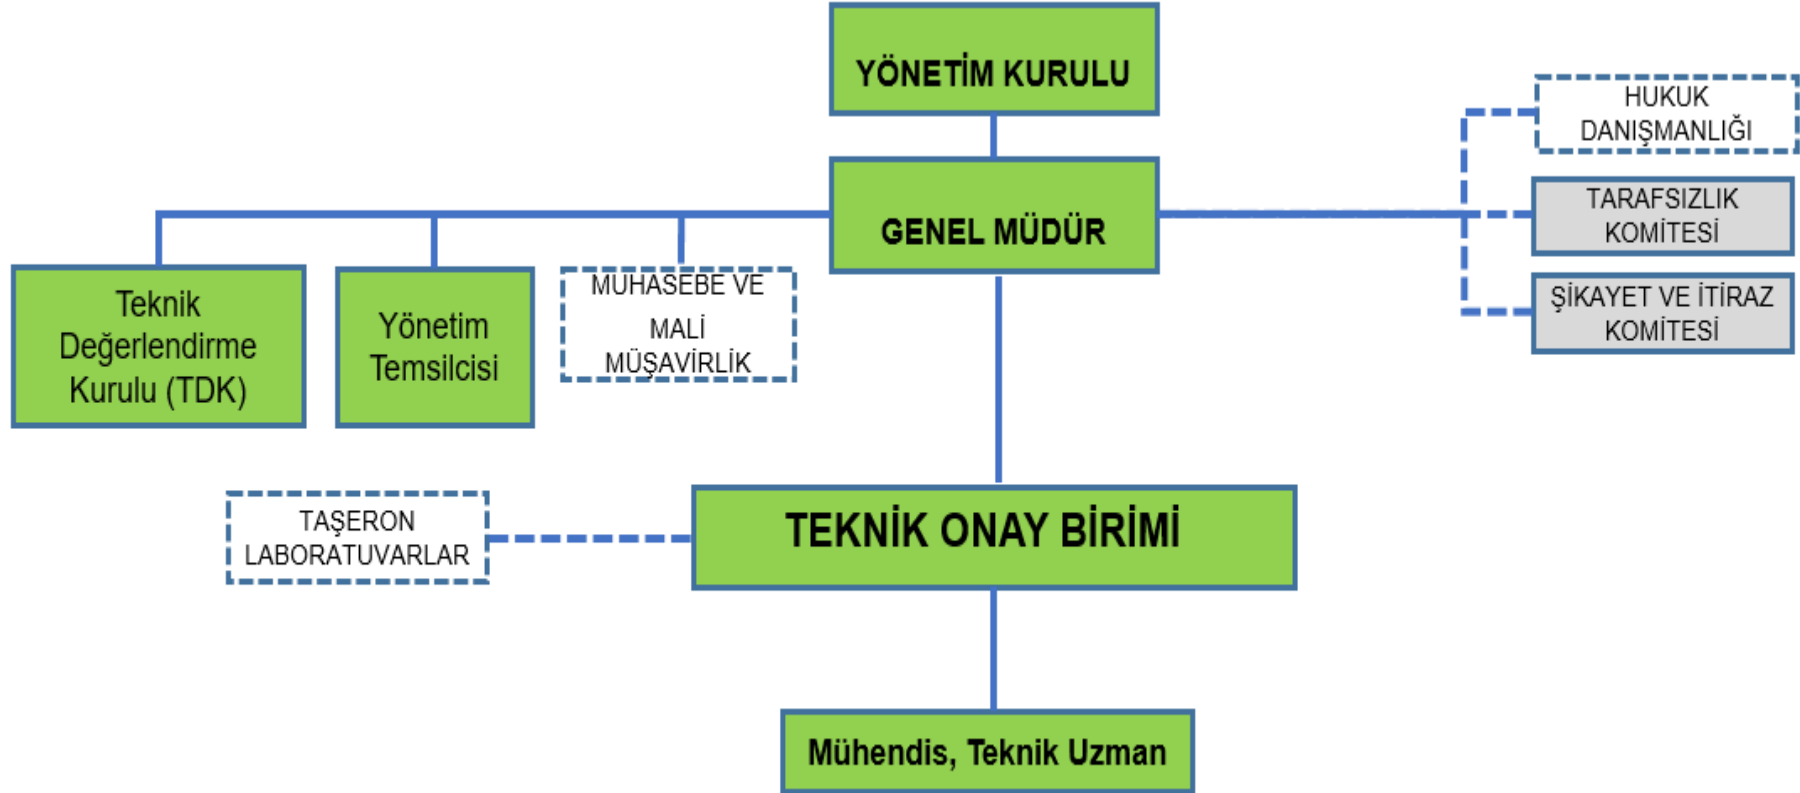 YÖNETİM KURULU
HUKUK
DANIŞMANLIĞI
GENEL MÜDÜR
TARAFSIZLIK
KOMİTESİ
ŞİKAYET VE İTİRAZ
KOMİTESİ
Teknik
Değerlendirme
Kurulu (TDK)
Yönetim
Temsilcisi
MUHASEBE VE
MALİ
MÜŞAVİRLİK
TAŞERON
LABORATUVARLAR
TEKNİK ONAY BİRİMİ
Mühendis, Teknik Uzman